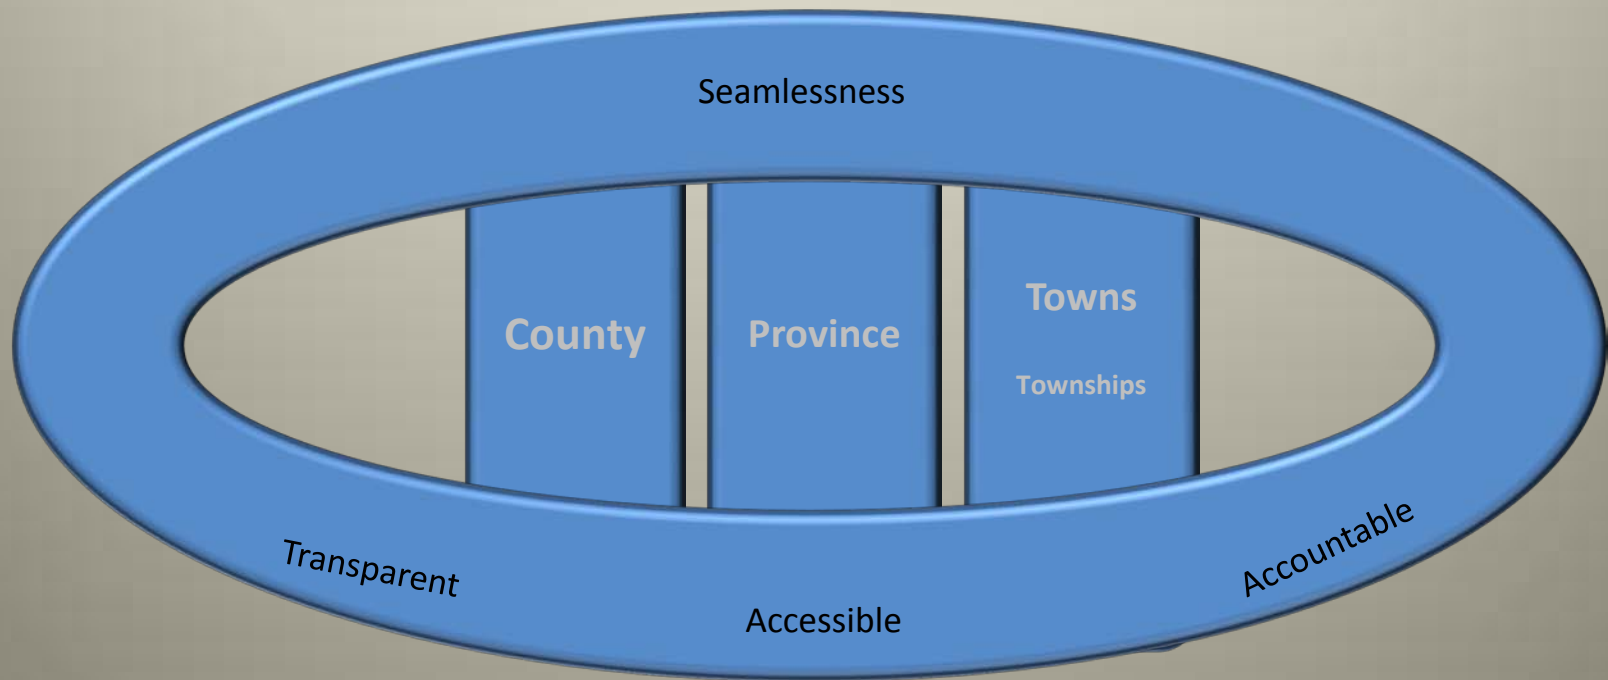 Seamlessness
County
Province
Towns
Townships
Transparent
Accessible
Accountable